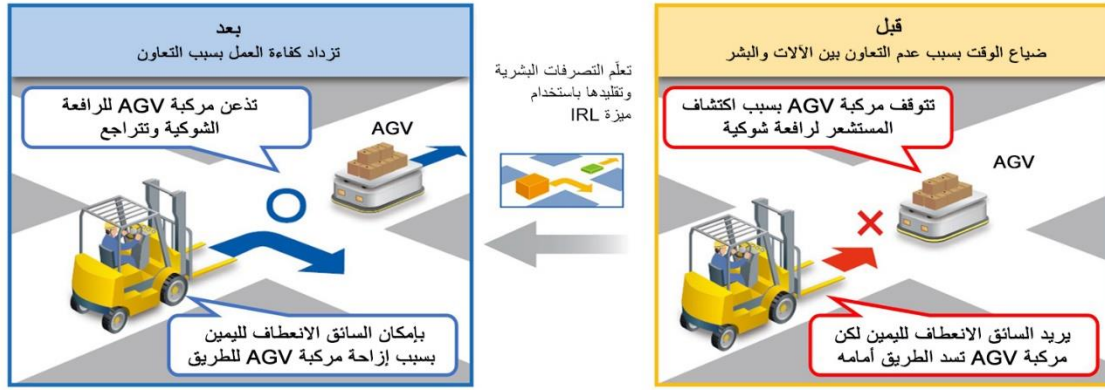 قبل
ضياع الوقت بسبب عدم التعاون بين الآلات والبشر
تتوقف مركبة AGV بسبب اكتشاف
المستشعر لرافعة شوكية
AGV
يريد السائق الانعطاف لليمين لكن
مركبة AGV تسد الطريق أمامه
تعلّم التصرفات البشرية
وتقليدها باستخدام
ميزة IRL
بعد
تزداد كفاءة العمل بسبب التعاون
تذعن مركبة AGV للرافعة
الشوكية وتتراجع
AGV
بإمكان السائق الانعطاف لليمين
بسبب إزاحة مركبة AGV للطريق